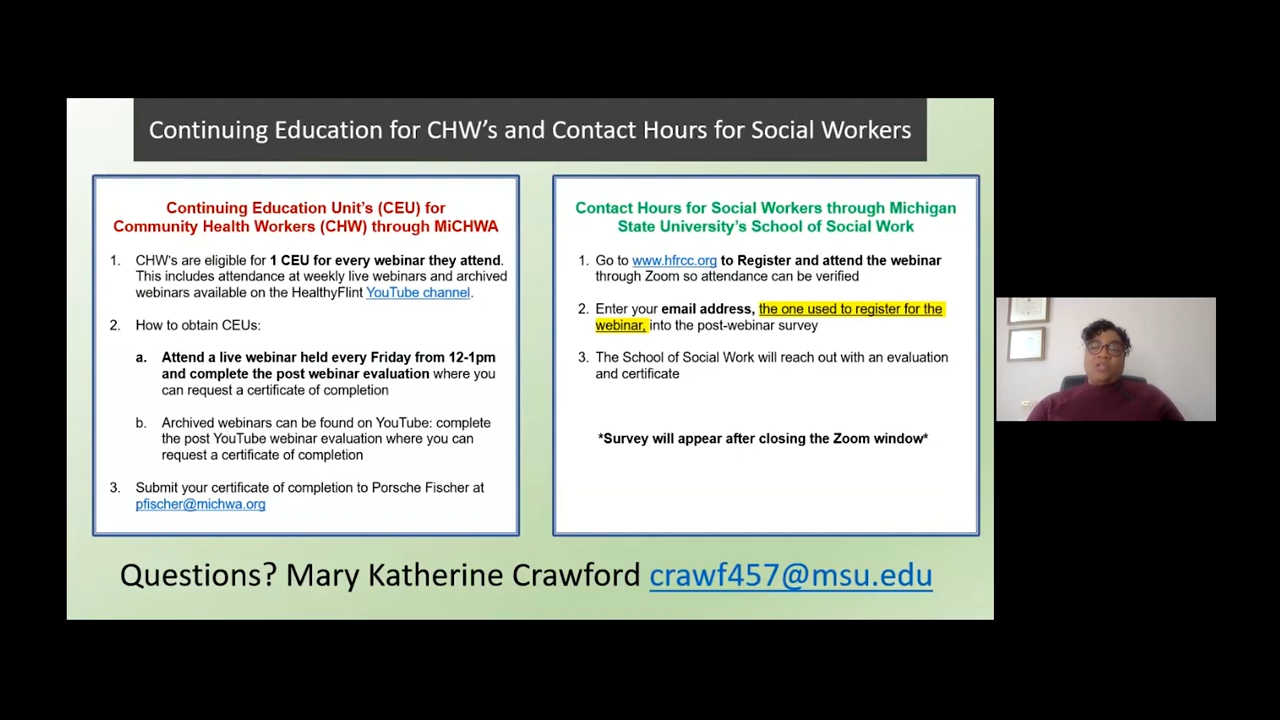 Continuing Education for CHW's and Contact Hours for Social Workers
Continuing Education Unit's (CEU) for
Community Health Workers (CHW) through MiCHWA
1. CHW's are eligible for 1 CEU for every webinar they attend.
This includes attendance at weekly live webinars and archived
webinars available on the HealthyFlint YouTube channel.
2. How to obtain CEUs:
a. Attend a live webinar held every Friday from 12-1pm
and complete the post webinar evaluation where you
can request a certificate of completion
b. Archived webinars can be found on YouTube: complete
the post YouTube webinar evaluation where you can
request a certificate of completion
3. Submit your certificate of completion to Porsche Fischer at
pfischer@michwa.org
Contact Hours for Social Workers through Michigan
State University's School of Social Work
1. Go to www.hfrcc.org to Register and attend the webinar
through Zoom so attendance can be verified
2. Enter your email address, the one used to register for the
webinar, into the post-webinar survey
3. The School of Social Work will reach out with an evaluation
and certificate
*Survey will appear after closing the Zoom window*
Questions? Mary Katherine Crawford crawf457@msu.edu